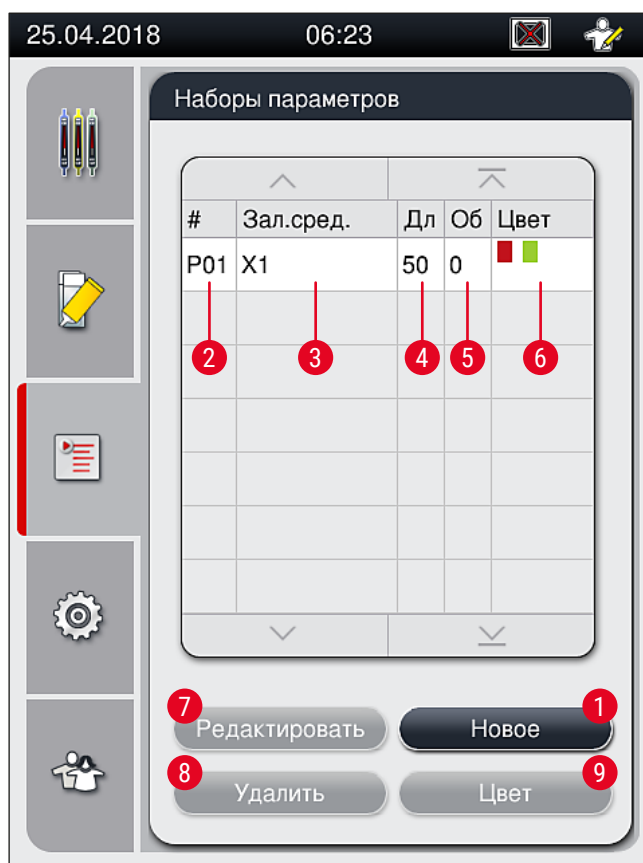 25.04.2018 06:23
Наборы параметров
# Зал.сред. Дл Об Цвет
P01 X1 50 0
2 3 4 5 6
7 1
Редактировать Новое
8 9
Удалить Цвет